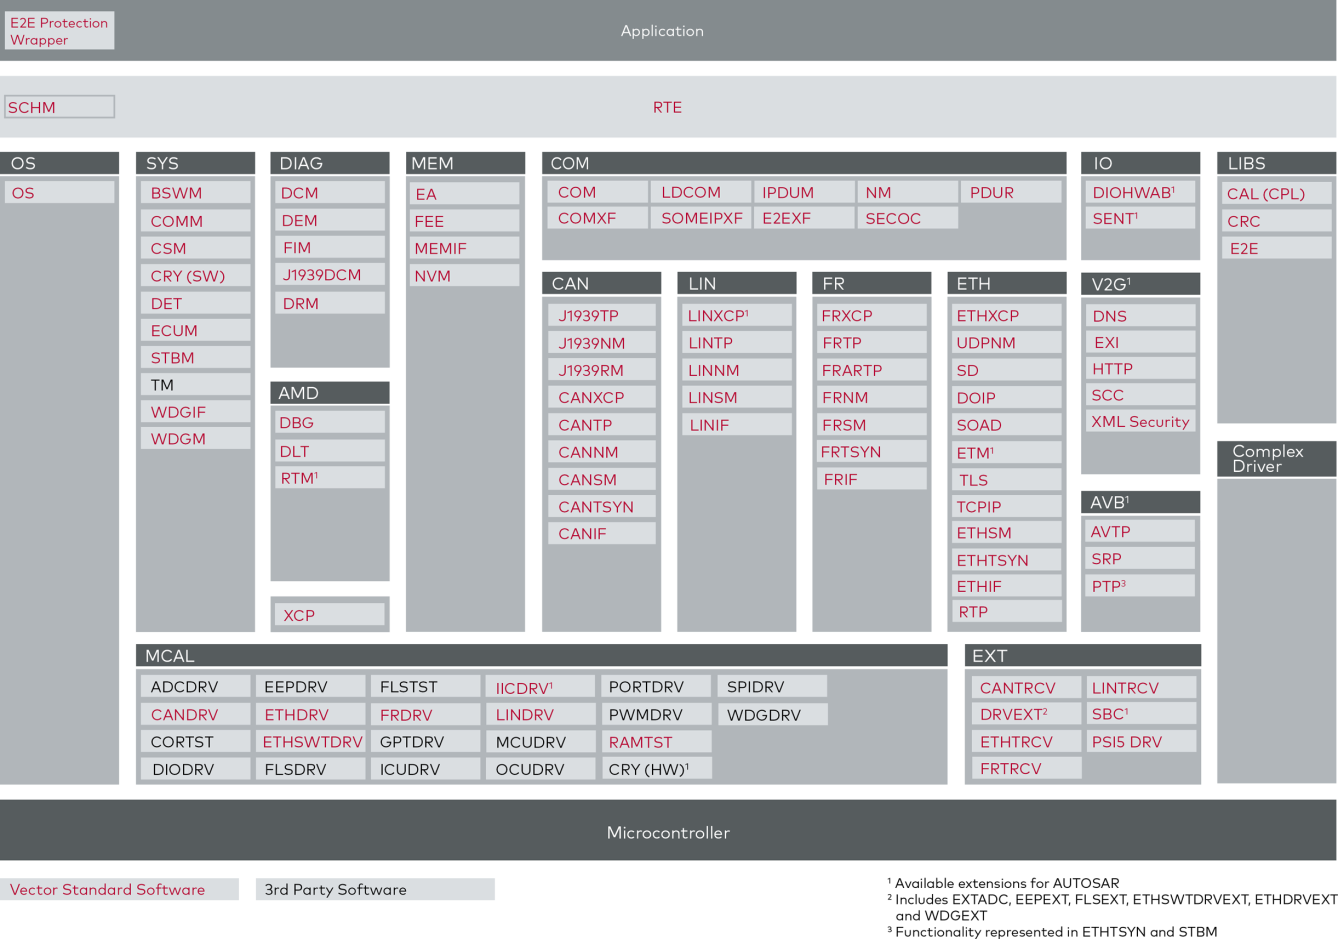 E2E Protection
Wrapper
Application
SCHM
RTE
OS
OS
SYS
BSWM
COMM
CSM
CRY (SW)
DET
ECUM
STBM
TM
WDGIF
WDGM
DIAG
DCM
DEM
FIM
J1939DCM
DRM
AMD
DBG
DLT
RTM¹
XCP
MEM
EA
FEE
MEMIF
NVM
COM
COM LDCOM IPDUM NM PDUR
COMXF SOMEIPXF E2EXF SECOC
CAN
J1939TP
J1939NM
J1939RM
CANXCP
CANTP
CANNM
CANSM
CANTSYN
CANIF
LIN
LINXCP¹
LINTP
LINNM
LINSM
LINIF
FR
FRXCP
FRTP
FRARTP
FRNM
FRSM
FRTSYN
FRIF
ETH
ETHXCP
UDPNM
SD
DOIP
SOAD
ETM¹
TLS
TCPIP
ETHSM
ETHTSYN
ETHIF
RTP
IO
DIOHWAB¹
SENT¹
V2G¹
DNS
EXI
HTTP
SCC
XML Security
AVB¹
AVTP
SRP
PTP³
LIBS
CAL (CPL)
CRC
E2E
Complex
Driver
MCAL
ADCDRV EEPDRV FLSTST IICDRV¹ PORTDRV SPIDRV
CANDRV ETHDRV FRDRV LINDRV PWMDRV WDGDRV
CORTST ETHSWTDRV GPTDRV MCUDRV RAMTST
DIODRV FLSDRV ICUDRV OCUDRV CRY (HW)¹
EXT
CANTRCV LINTRCV
DRVEXT² SBC¹
ETHTRCV PSI5 DRV
FRTRCV
Microcontroller
Vector Standard Software
3rd Party Software
¹ Available extensions for AUTOSAR
² Includes EXTADC, EEPEXT, FLSEXT, ETHSWTDRVEXT, ETHDRVEXT
and WDGEXT
³ Functionality represented in ETHTSYN and STBM